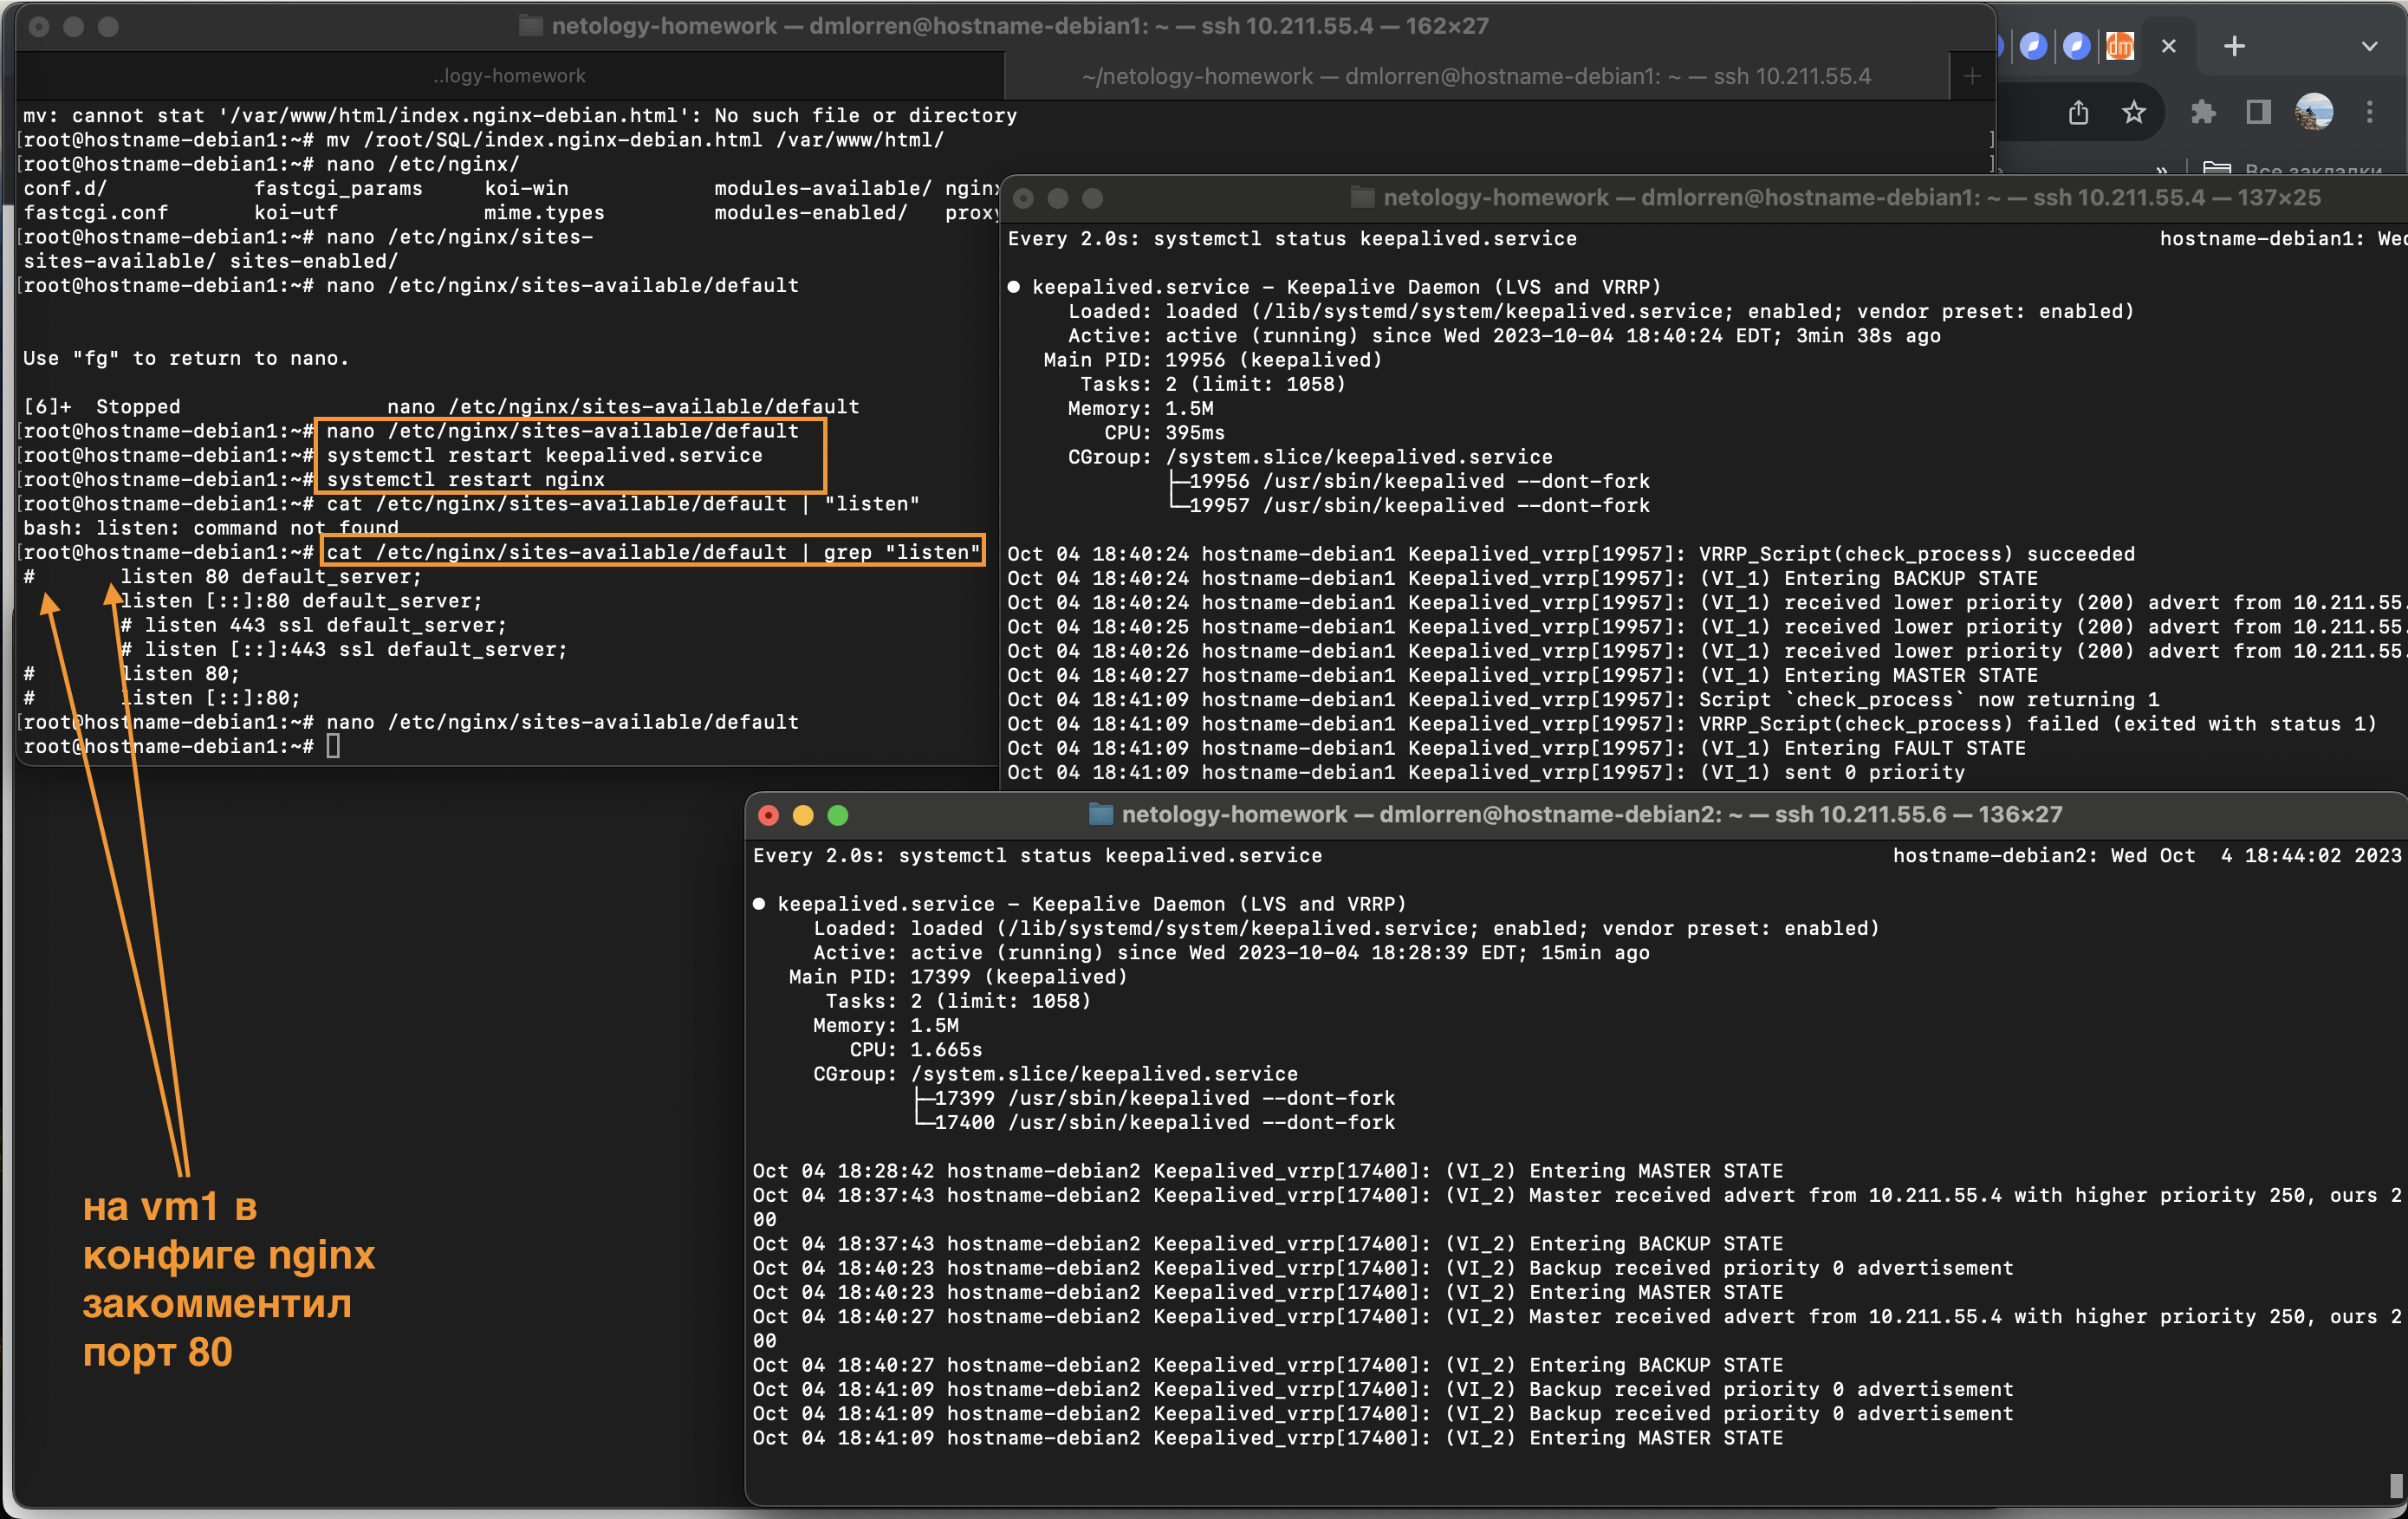 netology-homework — dmlorren@hostname-debian1: ~ — ssh 10.211.55.4 — 162×27
..logy-homework
~/netology-homework — dmlorren@hostname-debian1: ~ — ssh 10.211.55.4
mv: cannot stat '/var/www/html/index.nginx-debian.html': No such file or directory
[root@hostname-debian1:~# mv /root/SQL/index.nginx-debian.html /var/www/html/ ]
[root@hostname-debian1:~# nano /etc/nginx/ ]
conf.d/ fastcgi_params koi-win modules-available/ nginx
fastcgi.conf koi-utf mime.types modules-enabled/ proxy
[root@hostname-debian1:~# nano /etc/nginx/sites-
sites-available/ sites-enabled/
[root@hostname-debian1:~# nano /etc/nginx/sites-available/default
Use "fg" to return to nano.
[6]+ Stopped nano /etc/nginx/sites-available/default
[root@hostname-debian1:~# nano /etc/nginx/sites-available/default
[root@hostname-debian1:~# systemctl restart keepalived.service
[root@hostname-debian1:~# systemctl restart nginx
[root@hostname-debian1:~# cat /etc/nginx/sites-available/default | "listen"
bash: listen: command not found
[root@hostname-debian1:~# cat /etc/nginx/sites-available/default | grep "listen"
# listen 80 default_server;
listen [::]:80 default_server;
# listen 443 ssl default_server;
# listen [::]:443 ssl default_server;
# listen 80;
# listen [::]:80;
[root@hostname-debian1:~# nano /etc/nginx/sites-available/default
root@hostname-debian1:~#
на vm1 в
конфиге nginx
закомментил
порт 80
Все закладки
netology-homework — dmlorren@hostname-debian1: ~ — ssh 10.211.55.4 — 137×25
Every 2.0s: systemctl status keepalived.service hostname-debian1: Wed
● keepalived.service – Keepalive Daemon (LVS and VRRP)
Loaded: loaded (/lib/systemd/system/keepalived.service; enabled; vendor preset: enabled)
Active: active (running) since Wed 2023-10-04 18:40:24 EDT; 3min 38s ago
Main PID: 19956 (keepalived)
Tasks: 2 (limit: 1058)
Memory: 1.5M
CPU: 395ms
CGroup: /system.slice/keepalived.service
├─19956 /usr/sbin/keepalived --dont-fork
└─19957 /usr/sbin/keepalived --dont-fork
Oct 04 18:40:24 hostname-debian1 Keepalived_vrrp[19957]: VRRP_Script(check_process) succeeded
Oct 04 18:40:24 hostname-debian1 Keepalived_vrrp[19957]: (VI_1) Entering BACKUP STATE
Oct 04 18:40:24 hostname-debian1 Keepalived_vrrp[19957]: (VI_1) received lower priority (200) advert from 10.211.55.
Oct 04 18:40:25 hostname-debian1 Keepalived_vrrp[19957]: (VI_1) received lower priority (200) advert from 10.211.55.
Oct 04 18:40:26 hostname-debian1 Keepalived_vrrp[19957]: (VI_1) received lower priority (200) advert from 10.211.55.
Oct 04 18:40:27 hostname-debian1 Keepalived_vrrp[19957]: (VI_1) Entering MASTER STATE
Oct 04 18:41:09 hostname-debian1 Keepalived_vrrp[19957]: Script `check_process` now returning 1
Oct 04 18:41:09 hostname-debian1 Keepalived_vrrp[19957]: VRRP_Script(check_process) failed (exited with status 1)
Oct 04 18:41:09 hostname-debian1 Keepalived_vrrp[19957]: (VI_1) Entering FAULT STATE
Oct 04 18:41:09 hostname-debian1 Keepalived_vrrp[19957]: (VI_1) sent 0 priority
netology-homework — dmlorren@hostname-debian2: ~ — ssh 10.211.55.6 — 136×27
Every 2.0s: systemctl status keepalived.service hostname-debian2: Wed Oct 4 18:44:02 2023
● keepalived.service – Keepalive Daemon (LVS and VRRP)
Loaded: loaded (/lib/systemd/system/keepalived.service; enabled; vendor preset: enabled)
Active: active (running) since Wed 2023-10-04 18:28:39 EDT; 15min ago
Main PID: 17399 (keepalived)
Tasks: 2 (limit: 1058)
Memory: 1.5M
CPU: 1.665s
CGroup: /system.slice/keepalived.service
├─17399 /usr/sbin/keepalived --dont-fork
└─17400 /usr/sbin/keepalived --dont-fork
Oct 04 18:28:42 hostname-debian2 Keepalived_vrrp[17400]: (VI_2) Entering MASTER STATE
Oct 04 18:37:43 hostname-debian2 Keepalived_vrrp[17400]: (VI_2) Master received advert from 10.211.55.4 with higher priority 250, ours 2
00
Oct 04 18:37:43 hostname-debian2 Keepalived_vrrp[17400]: (VI_2) Entering BACKUP STATE
Oct 04 18:40:23 hostname-debian2 Keepalived_vrrp[17400]: (VI_2) Backup received priority 0 advertisement
Oct 04 18:40:23 hostname-debian2 Keepalived_vrrp[17400]: (VI_2) Entering MASTER STATE
Oct 04 18:40:27 hostname-debian2 Keepalived_vrrp[17400]: (VI_2) Master received advert from 10.211.55.4 with higher priority 250, ours 2
00
Oct 04 18:40:27 hostname-debian2 Keepalived_vrrp[17400]: (VI_2) Entering BACKUP STATE
Oct 04 18:41:09 hostname-debian2 Keepalived_vrrp[17400]: (VI_2) Backup received priority 0 advertisement
Oct 04 18:41:09 hostname-debian2 Keepalived_vrrp[17400]: (VI_2) Backup received priority 0 advertisement
Oct 04 18:41:09 hostname-debian2 Keepalived_vrrp[17400]: (VI_2) Entering MASTER STATE